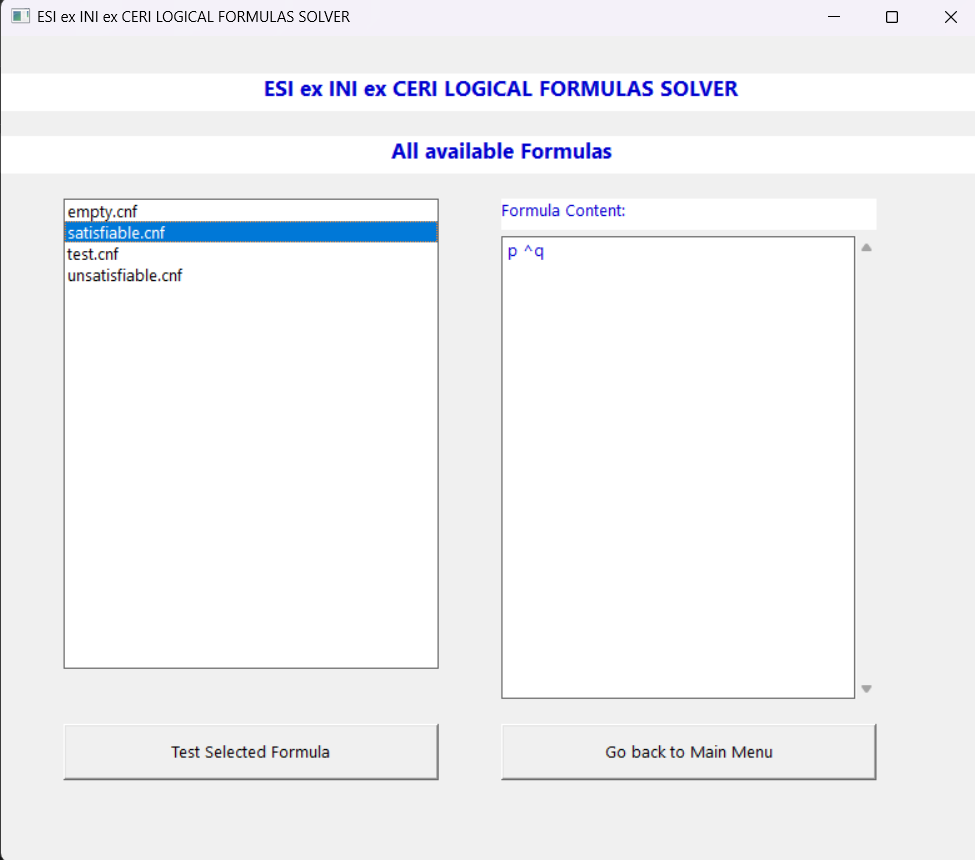 ESI ex INI ex CERI LOGICAL FORMULAS SOLVER
ESI ex INI ex CERI LOGICAL FORMULAS SOLVER
All available Formulas
empty.cnf
satisfiable.cnf
test.cnf
unsatisfiable.cnf
Formula Content:
p ^q
Test Selected Formula
Go back to Main Menu